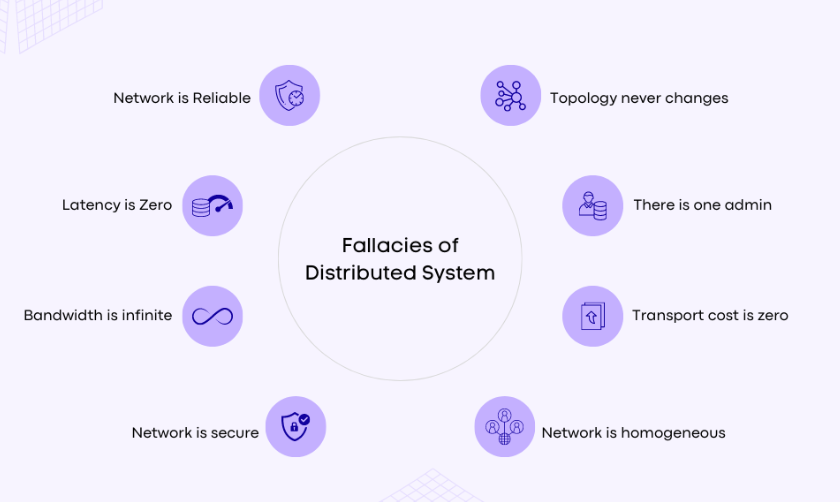 Network is Reliable
Topology never changes
Latency is Zero
There is one admin
Fallacies of
Distributed System
Bandwidth is infinite
Transport cost is zero
Network is secure
Network is homogeneous